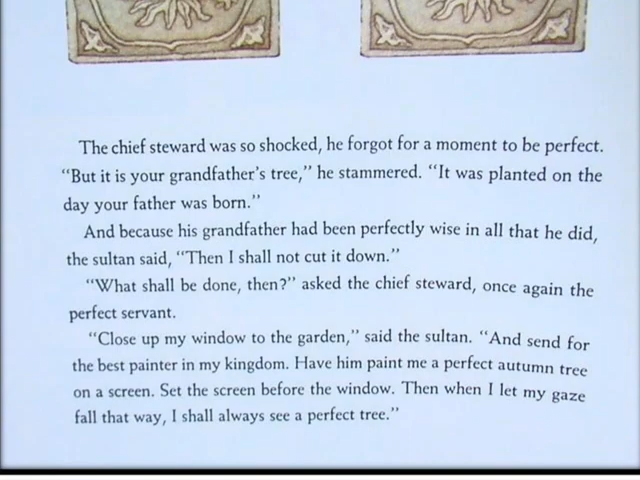 The chief steward was so shocked, he forgot for a moment to be perfect.
“But it is your grandfather's tree,” he stammered. “It was planted on the
day your father was born.”
And because his grandfather had been perfectly wise in all that he did,
the sultan said, “Then I shall not cut it down.”
“What shall be done, then?” asked the chief steward, once again the
perfect servant.
“Close up my window to the garden,” said the sultan. “And send for
the best painter in my kingdom. Have him paint me a perfect autumn tree
on a screen. Set the screen before the window. Then when I let my gaze
fall that way, I shall always see a perfect tree.”